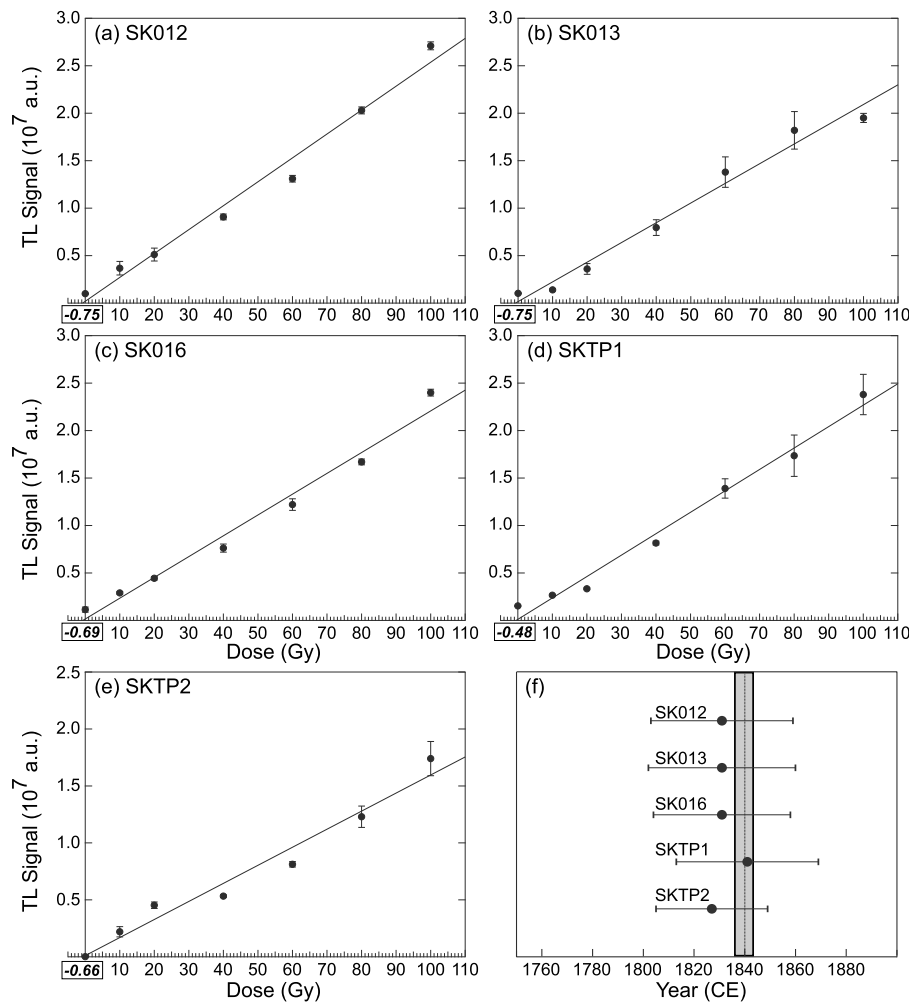 (a) SK012
TL Signal (10⁷ a.u.)
3.0
2.5
2.0
1.5
1.0
0.5
-0.75 10 20 30 40 50 60 70 80 90 100 110
(b) SK013
3.0
2.5
2.0
1.5
1.0
0.5
-0.75 10 20 30 40 50 60 70 80 90 100 110
(c) SK016
TL Signal (10⁷ a.u.)
3.0
2.5
2.0
1.5
1.0
0.5
-0.69 10 20 30 40 50 60 70 80 90 100 110
Dose (Gy)
(d) SKTP1
3.0
2.5
2.0
1.5
1.0
0.5
-0.48 10 20 30 40 50 60 70 80 90 100 110
Dose (Gy)
(e) SKTP2
TL Signal (10⁷ a.u.)
2.5
2.0
1.5
1.0
0.5
-0.66 10 20 30 40 50 60 70 80 90 100 110
Dose (Gy)
(f)
SK012
SK013
SK016
SKTP1
SKTP2
1760 1780 1800 1820 1840 1860 1880
Year (CE)